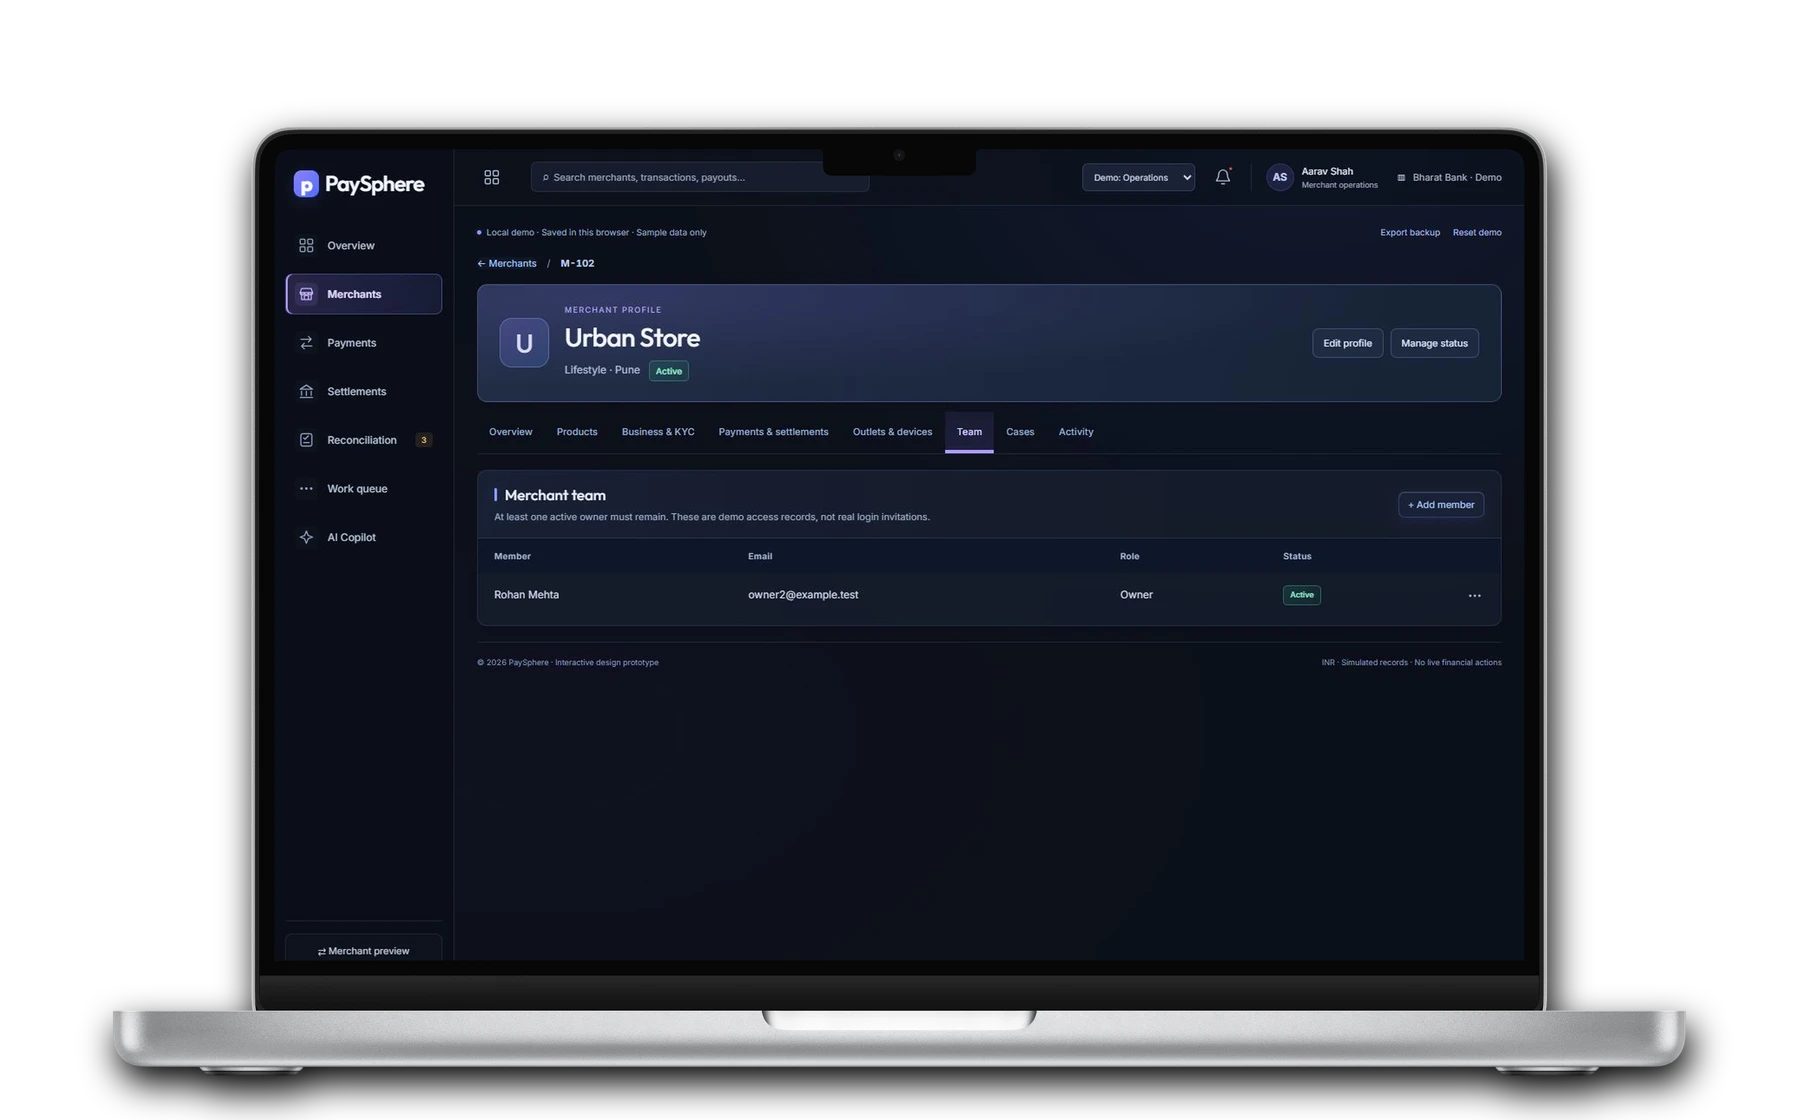 PaySphere
Search merchants, transactions, payouts...
Demo: Operations
AS
Aarav Shah
Merchant operations
Bharat Bank · Demo
Overview
Merchants
Payments
Settlements
Reconciliation 3
Work queue
AI Copilot
⇄ Merchant preview
Local demo · Saved in this browser · Sample data only
Export backup Reset demo
← Merchants / M-102
U
MERCHANT PROFILE
Urban Store
Lifestyle · Pune Active
Edit profile Manage status
Overview Products Business & KYC Payments & settlements Outlets & devices Team Cases Activity
Merchant team
At least one active owner must remain. These are demo access records, not real login invitations.
+ Add member
Member Email Role Status
Rohan Mehta owner2@example.test Owner Active
© 2026 PaySphere · Interactive design prototype
INR · Simulated records · No live financial actions